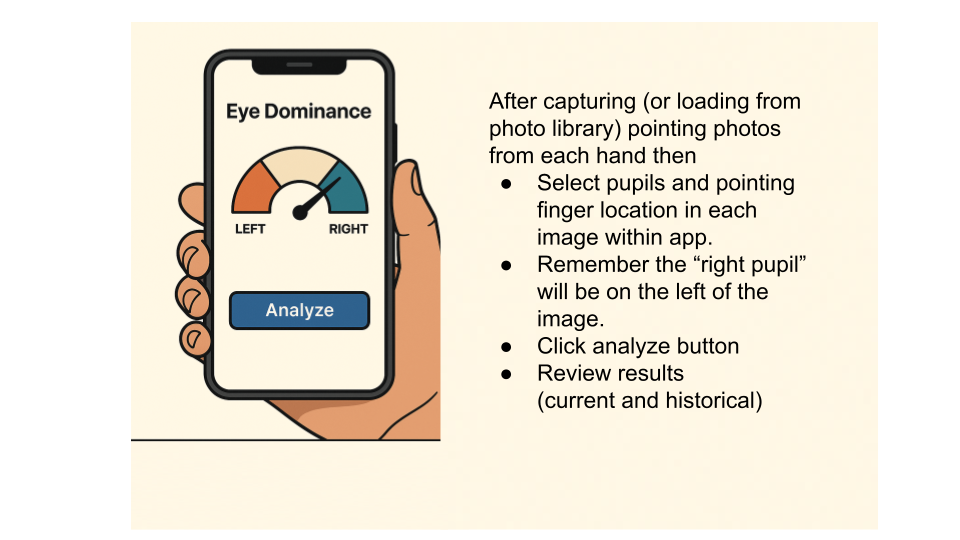 Eye Dominance
LEFT
RIGHT
Analyze
After capturing (or loading from
photo library) pointing photos
from each hand then
● Select pupils and pointing
finger location in each
image within app.
● Remember the “right pupil”
will be on the left of the
image.
● Click analyze button
● Review results
(current and historical)